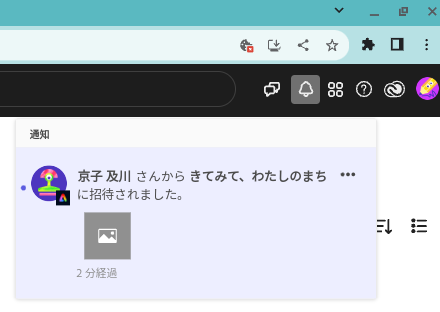 通知
京子 及川 さんから きてみて、わたしのまち
に招待されました。
2 分経過